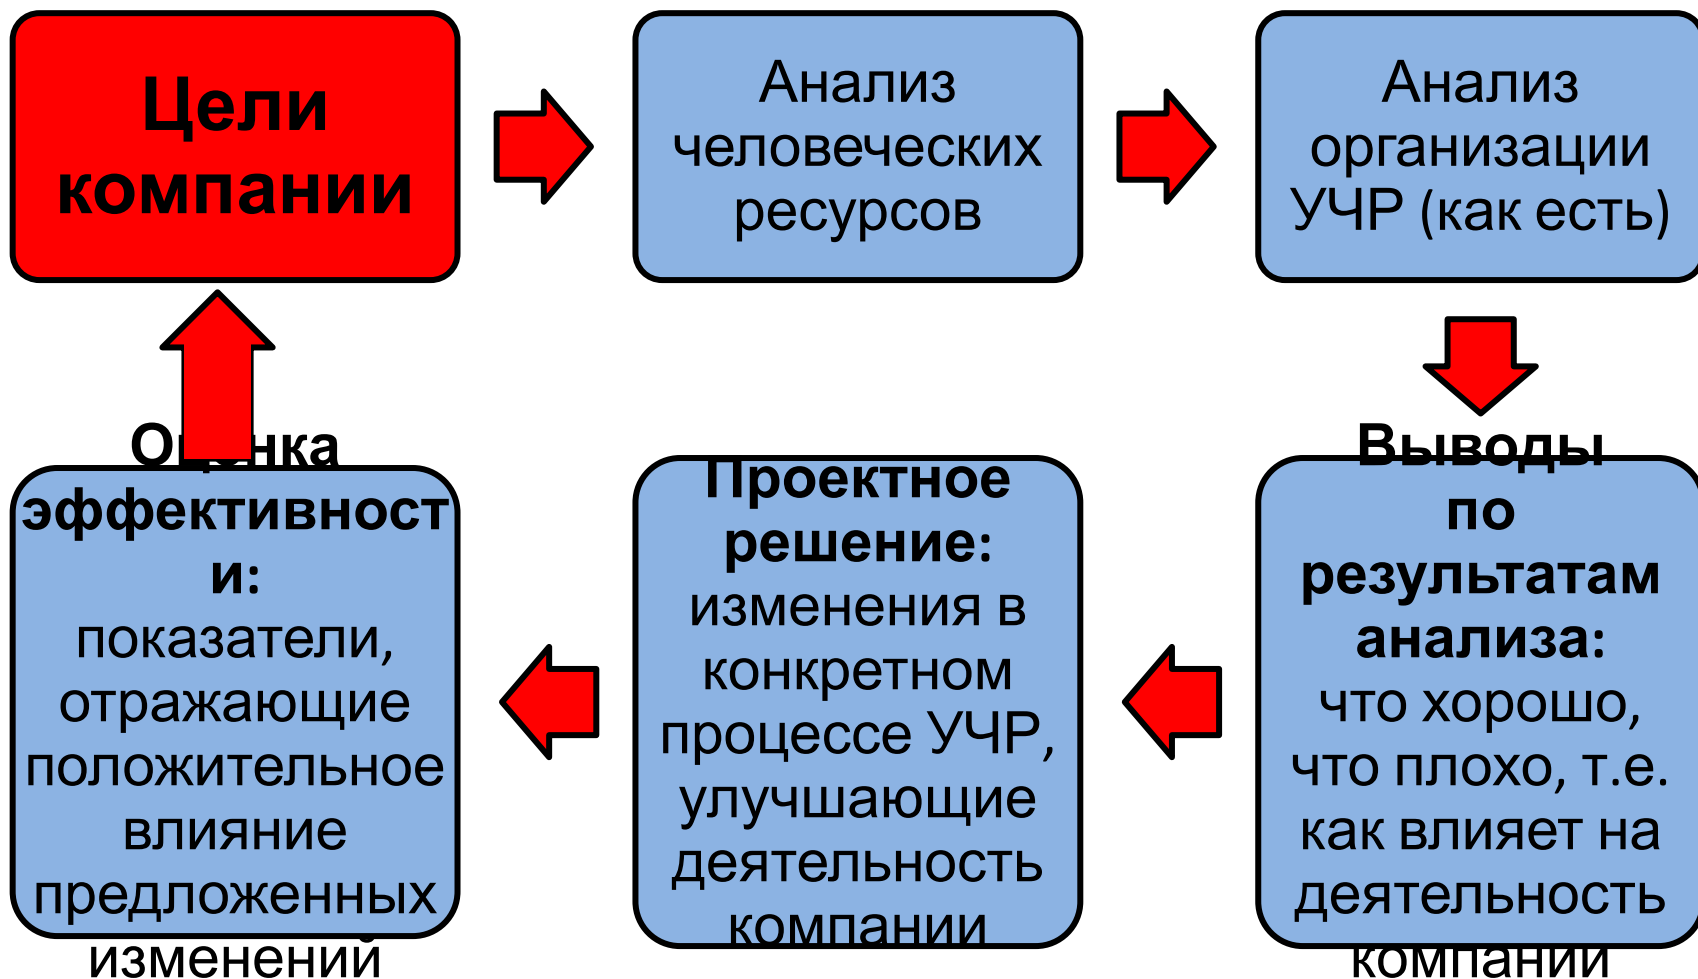 Цели
компании
Анализ
человеческих
ресурсов
Анализ
организации
УЧР (как есть)
Выводы
по
результатам
анализа:
что хорошо,
что плохо, т.е.
как влияет на
деятельность
компании
Проектное
решение:
изменения в
конкретном
процессе УЧР,
улучшающие
деятельность
компании
Оценка
эффективност
и:
показатели,
отражающие
положительное
влияние
предложенных
изменений